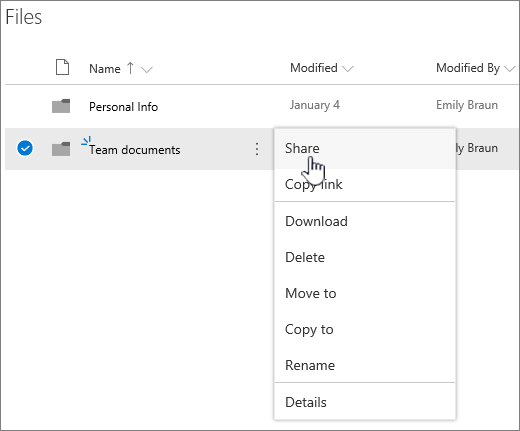 Files
Name Modified Modified By
Personal Info January 4 Emily Braun
Team documents ly Braun
Share
Copy link
Download
Delete
Move to
Copy to
Rename
Details